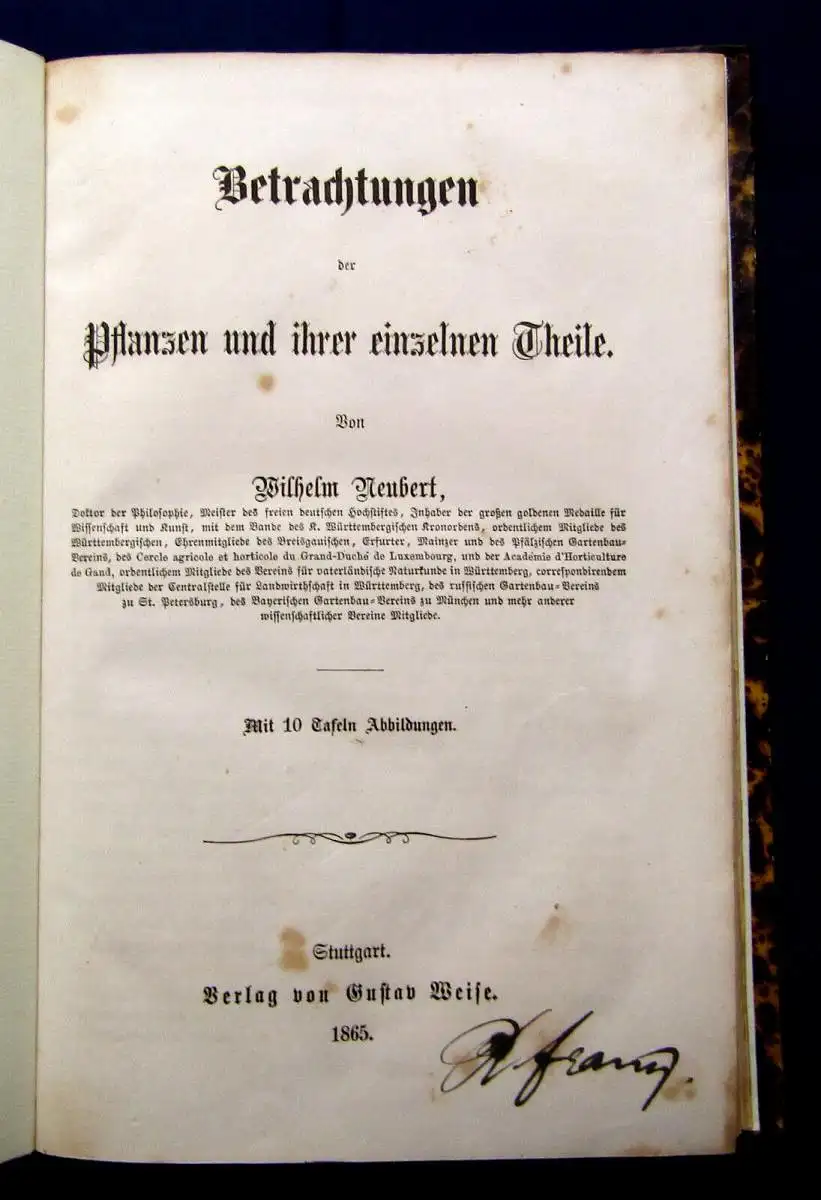 Betrachtungen
der
Pflanzen und ihrer einzelnen Theile.
Von
Wilhelm Neubert,
Doktor der Philosophie, Meister des freien deutschen Hochstiftes, Inhaber der großen goldenen Medaille für
Wissenschaft und Kunst, mit dem Bande des K. Württembergischen Kronordens, ordentlichem Mitgliede des
Württembergischen, Ehrenmitgliede des Breisgauischen, Erfurter, Mainzer und des Pfälzischen Gartenbau-
Vereins, des Cercle agricole et horticole du Grand-Duché de Luxembourg, und der Académie d'Horticulture
de Gand, ordentlichem Mitgliede des Vereins für vaterländische Naturkunde in Württemberg, correspondirendem
Mitgliede der Centralstelle für Landwirthschaft in Württemberg, des russischen Gartenbau-Vereins
zu St. Petersburg, des Bayerischen Gartenbau-Vereins zu München und mehr anderer
wissenschaftlicher Vereine Mitgliede.
Mit 10 Tafeln Abbildungen.
Stuttgart.
Verlag von Gustav Weise.
1865.